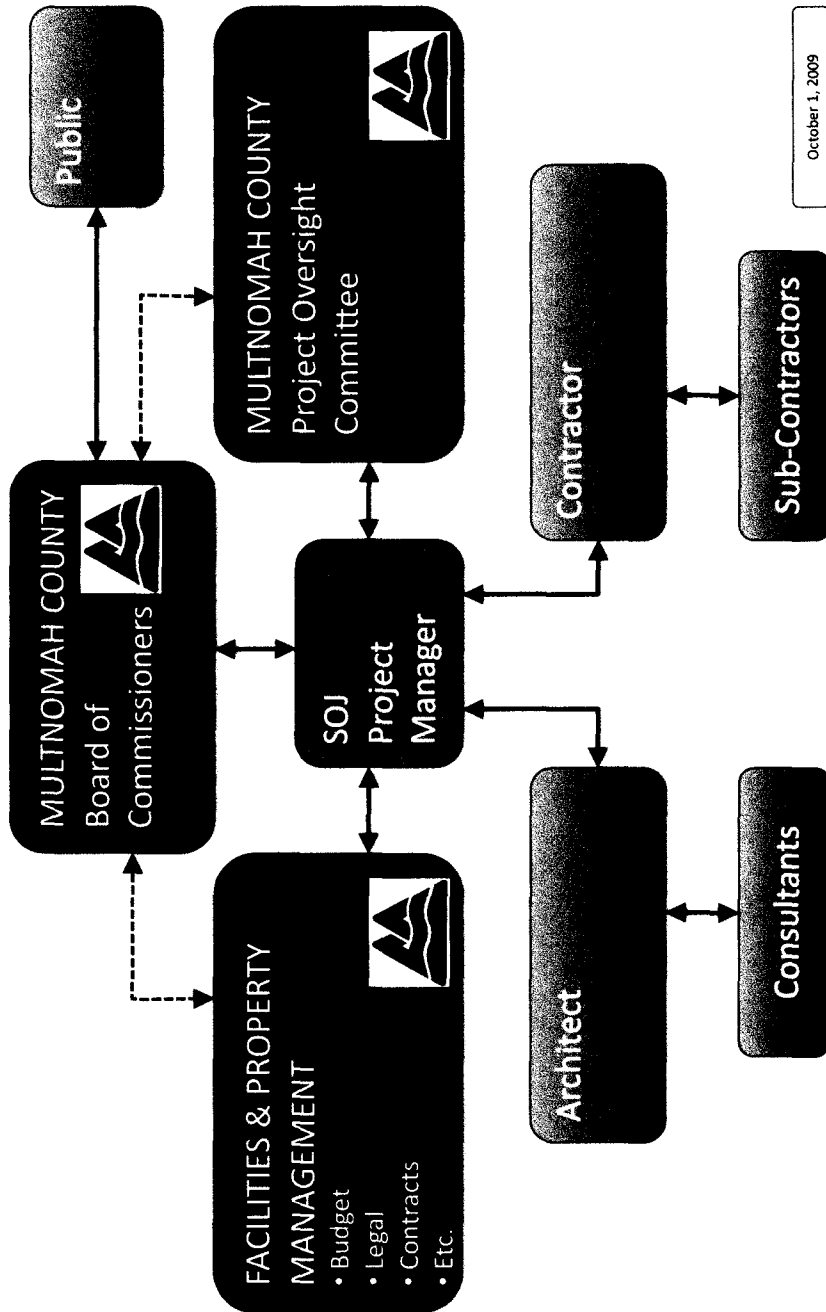 Public
MULTNOMAH COUNTY
Board of
Commissioners
FACILITIES & PROPERTY
MANAGEMENT
• Budget
• Legal
• Contracts
• Etc.
SOJ
Project
Manager
MULTNOMAH COUNTY
Project Oversight
Committee
Architect
Contractor
Consultants
Sub-Contractors
October 1, 2009